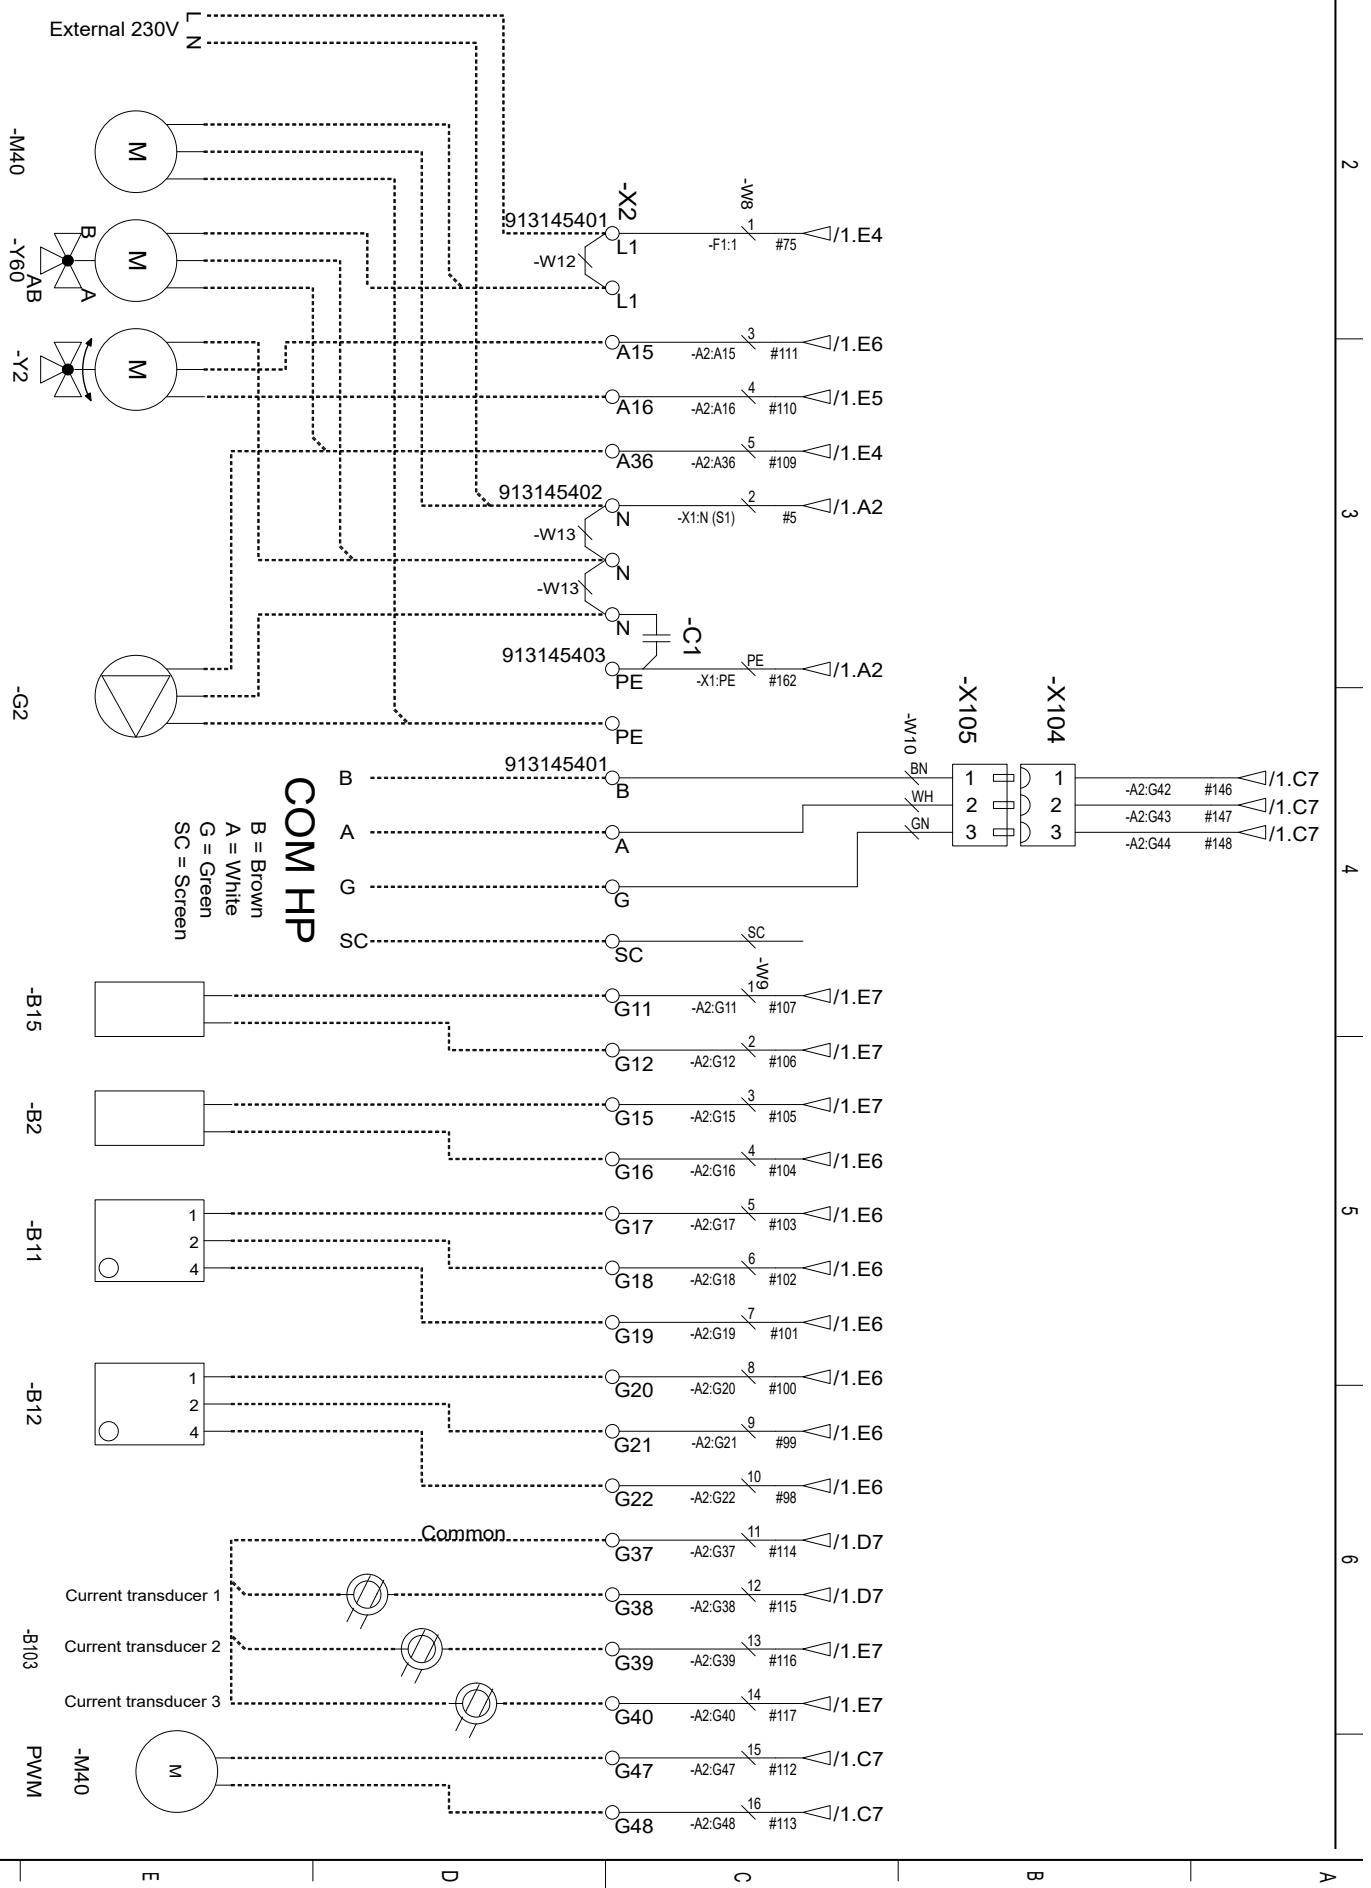 External 230V
L
N
-M40
M
-Y60
B
A
AB
M
-Y2
M
-G2
-X2
913145401
L1
-W12
L1
A15
A16
A36
913145402
N
-W13
N
-W13
N
-C1
913145403
PE
PE
-W8
1
-F1:1
#75
/1.E4
3
-A2:A15
#111
/1.E6
4
-A2:A16
#110
/1.E5
5
-A2:A36
#109
/1.E4
2
-X1:N (S1)
#5
/1.A2
PE
-X1:PE
#162
/1.A2
-X105
-X104
-W10
913145401
B
B
BN
1
1
-A2:G42
#146
/1.C7
A
A
WH
2
2
-A2:G43
#147
/1.C7
G
G
GN
3
3
-A2:G44
#148
/1.C7
SC
SC
SC
COM HP
B = Brown
A = White
G = Green
SC = Screen
-W9
-B15
G11
1
-A2:G11
#107
/1.E7
G12
2
-A2:G12
#106
/1.E7
-B2
G15
3
-A2:G15
#105
/1.E7
G16
4
-A2:G16
#104
/1.E6
-B11
1
2
4
G17
5
-A2:G17
#103
/1.E6
G18
6
-A2:G18
#102
/1.E6
G19
7
-A2:G19
#101
/1.E6
-B12
1
2
4
G20
8
-A2:G20
#100
/1.E6
G21
9
-A2:G21
#99
/1.E6
G22
10
-A2:G22
#98
/1.E6
-B103
Common
G37
11
-A2:G37
#114
/1.D7
Current transducer 1
G38
12
-A2:G38
#115
/1.D7
Current transducer 2
G39
13
-A2:G39
#116
/1.E7
Current transducer 3
G40
14
-A2:G40
#117
/1.E7
-M40
PWM
M
G47
15
-A2:G47
#112
/1.C7
G48
16
-A2:G48
#113
/1.C7
2
3
4
5
6
E
D
C
B
A